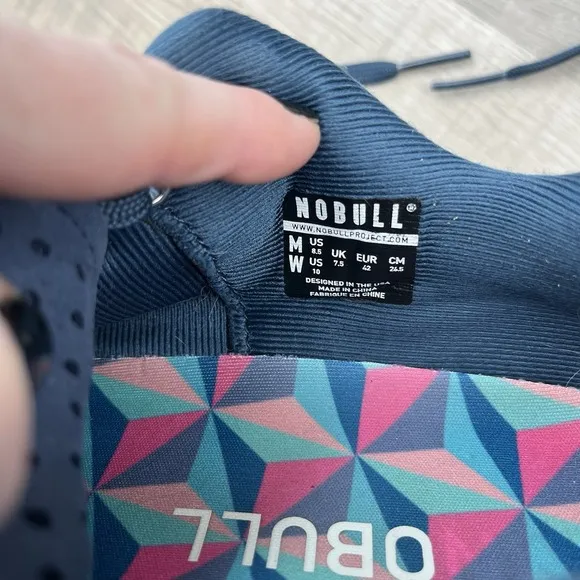 NOBULL®
WWW.NOBULLPROJECT.COM
M US 8.5 UK 7.5 EUR 42 CM 26.5
W US 10
DESIGNED IN THE USA
MADE IN CHINA
FABRIQUÉ EN CHINE
OBULL